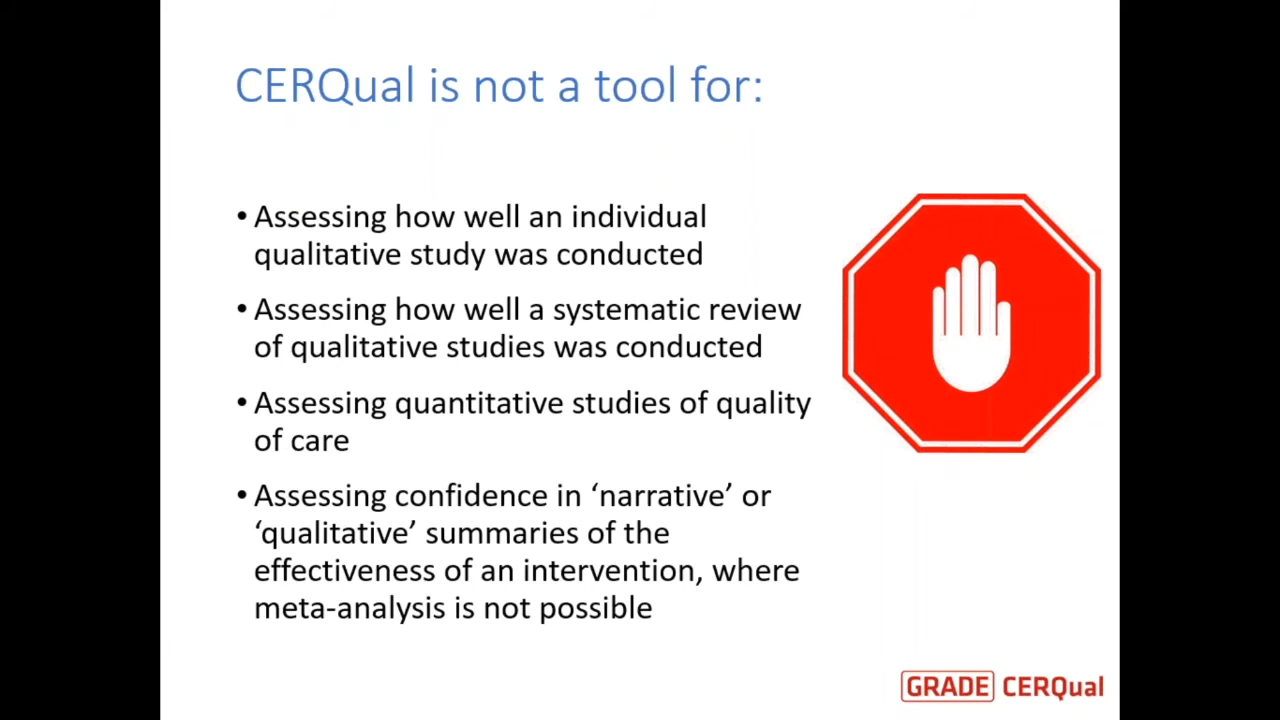 CERQual is not a tool for:
• Assessing how well an individual
qualitative study was conducted
• Assessing how well a systematic review
of qualitative studies was conducted
• Assessing quantitative studies of quality
of care
• Assessing confidence in ‘narrative’ or
‘qualitative’ summaries of the
effectiveness of an intervention, where
meta-analysis is not possible
GRADE CERQual